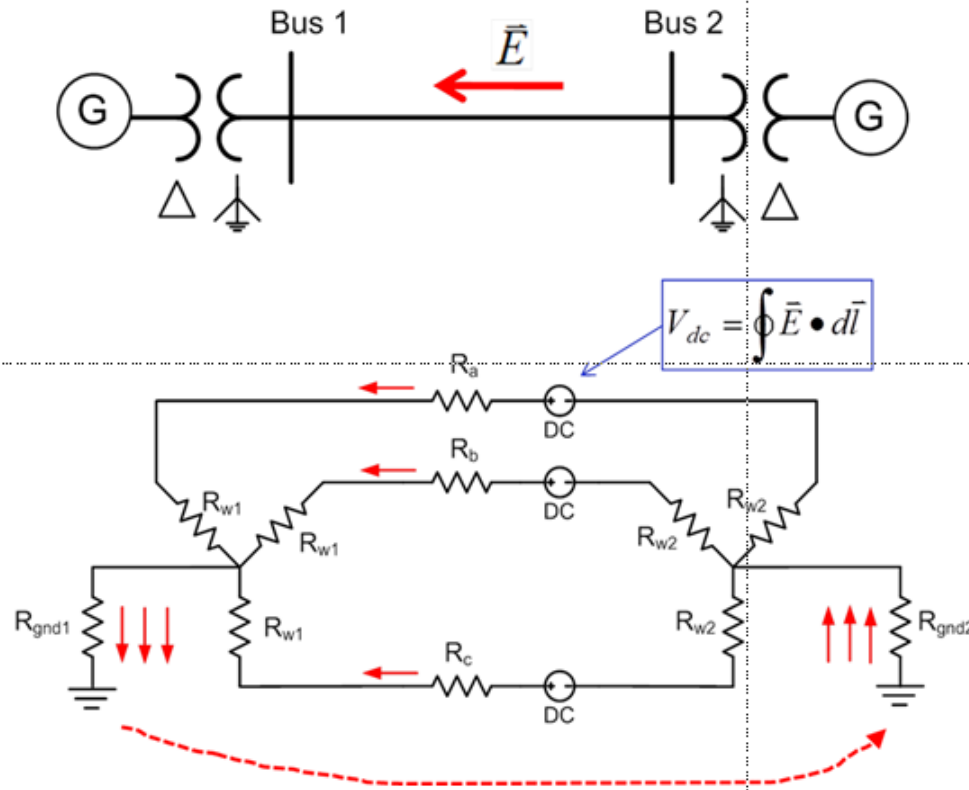 Bus 1
Bus 2
E⃗
G
G
Δ
Δ
V_dc = ∮ E⃗ • dl⃗
R_a
DC
R_b
DC
R_w1
R_w1
R_w2
R_w2
R_gnd1
R_w1
R_w2
R_gnd2
R_c
DC